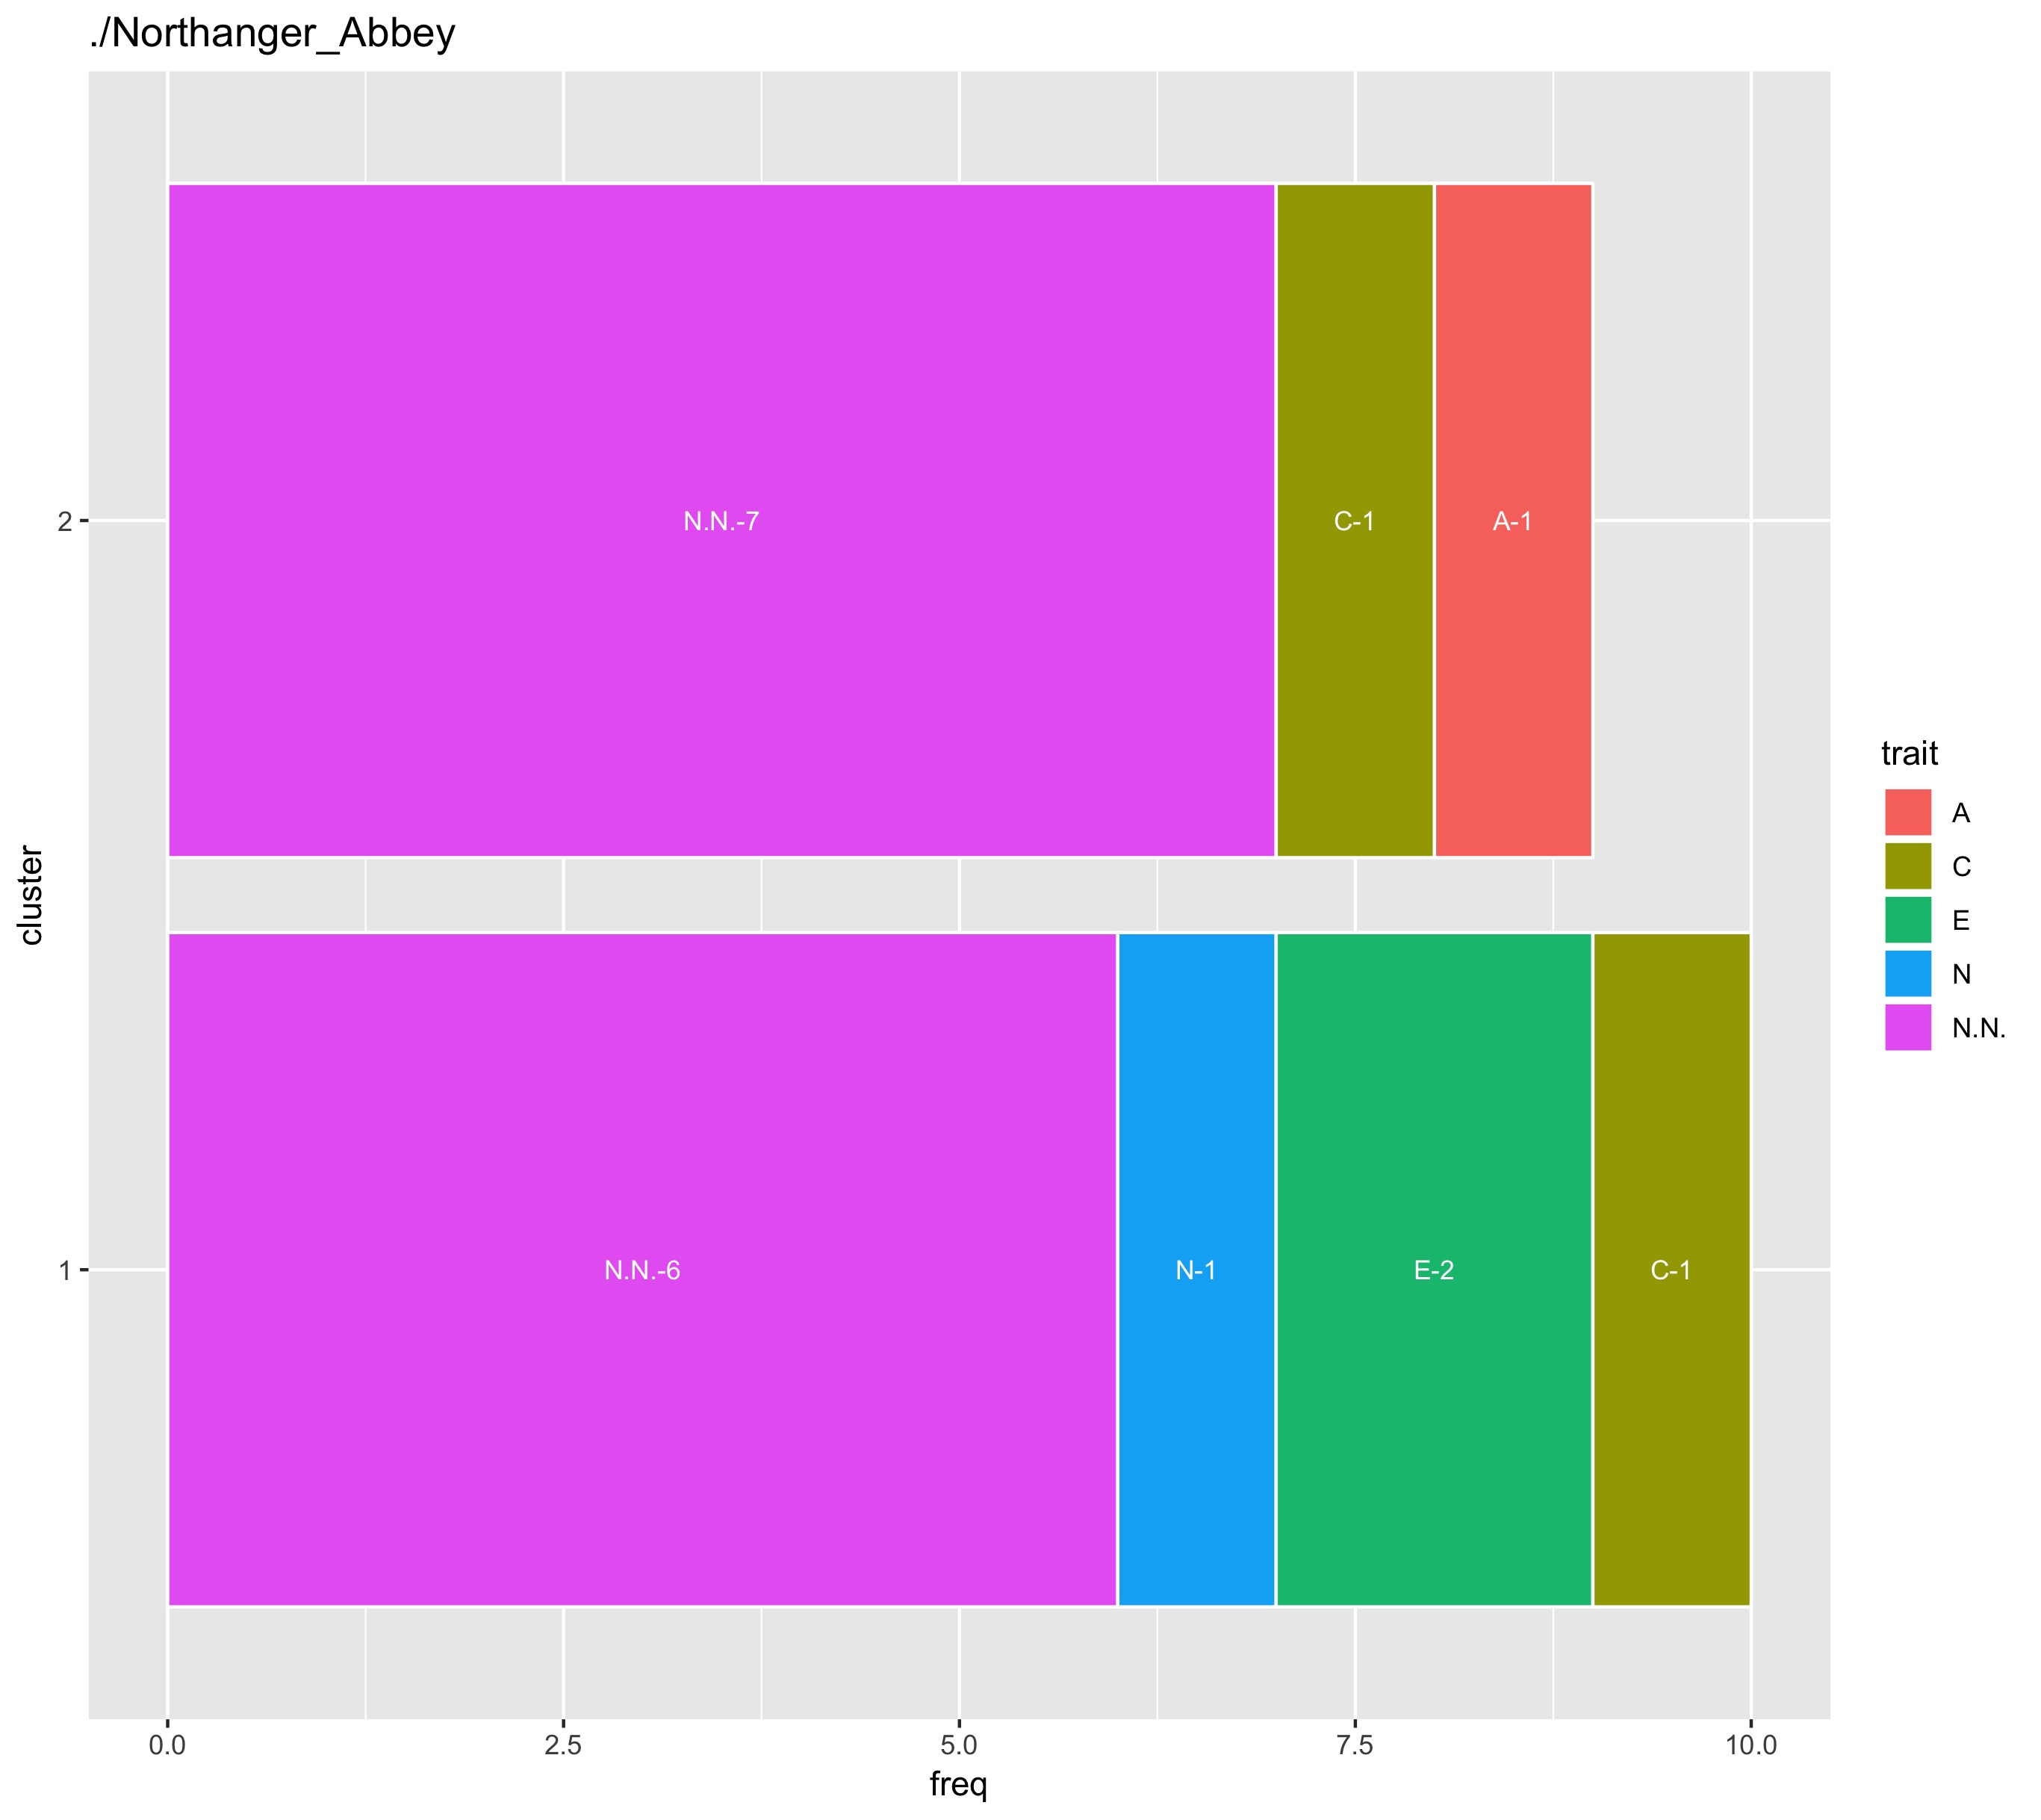 ./Northanger_Abbey
cluster
2
N.N.-7
C-1
A-1
1
N.N.-6
N-1
E-2
C-1
0.0
2.5
5.0
7.5
10.0
freq
trait
A
C
E
N
N.N.